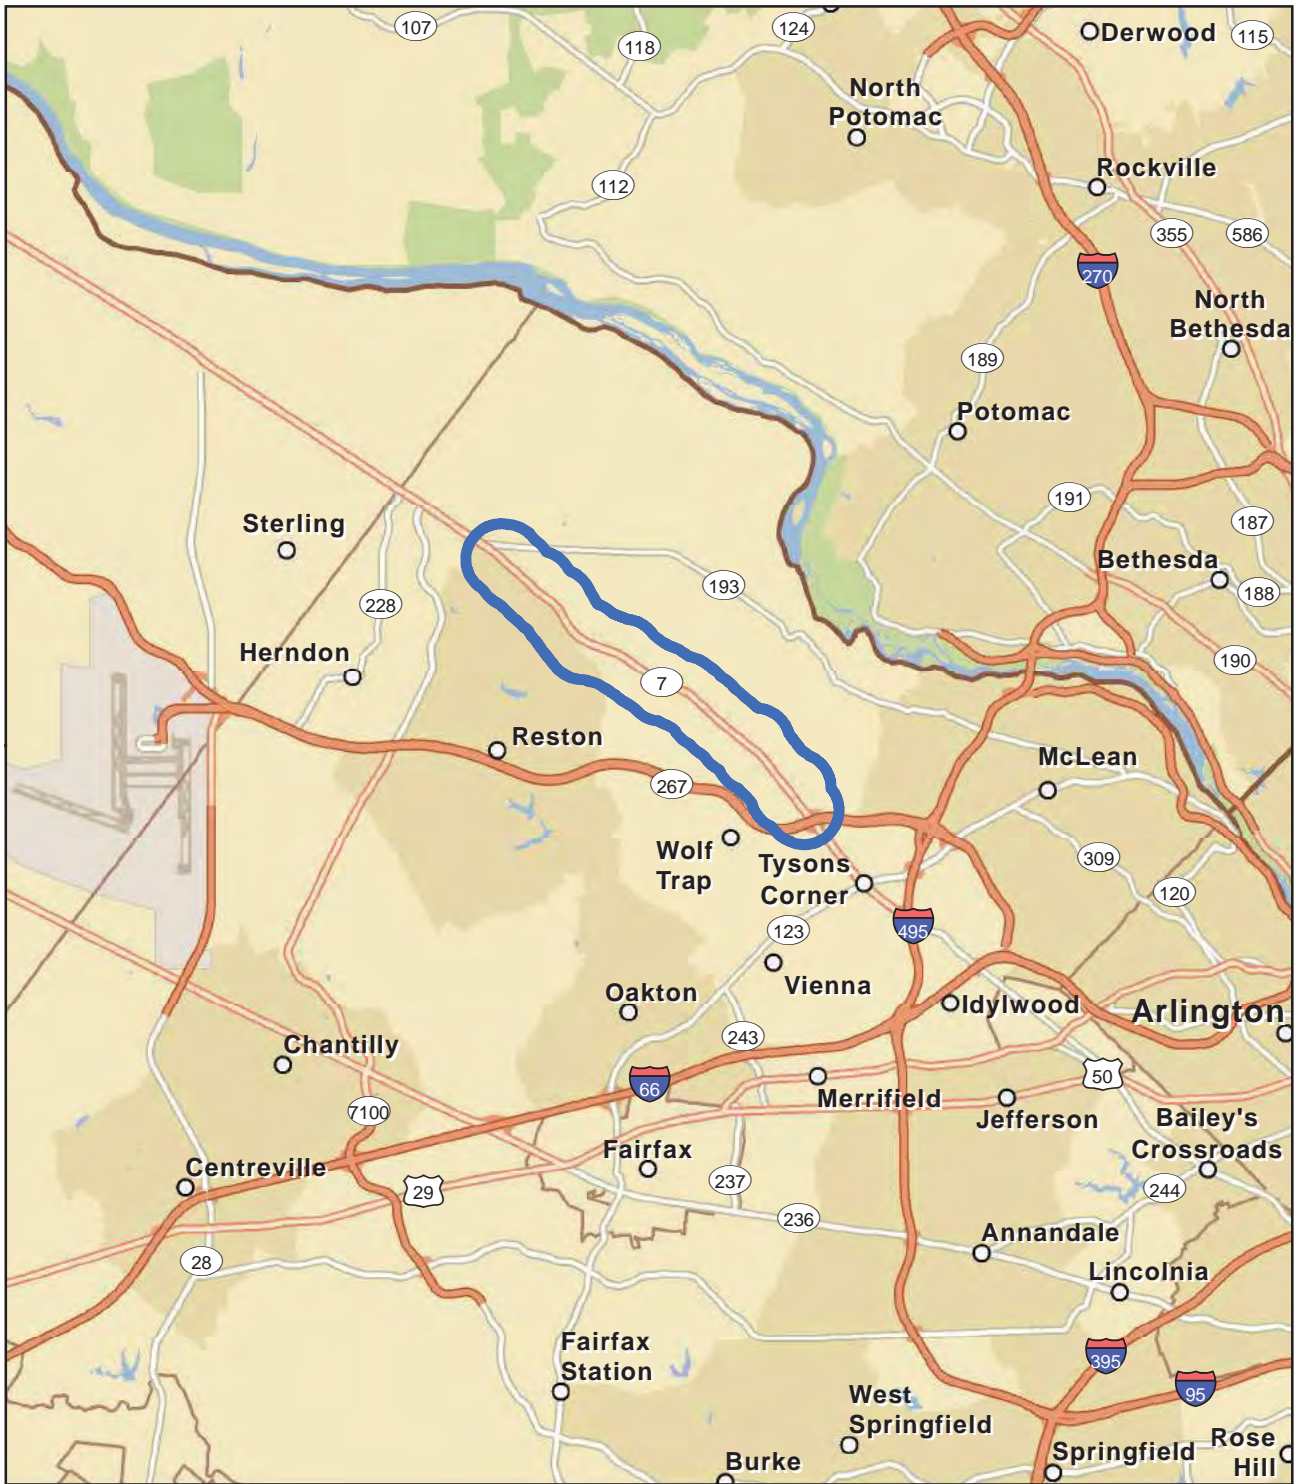 107
118
124
Derwood
115
North
Potomac
112
Rockville
355
586
270
North
Bethesda
189
Potomac
191
187
Sterling
Bethesda
193
188
228
Herndon
190
7
Reston
McLean
267
Wolf
Trap
Tysons
Corner
309
120
123
495
Vienna
Oakton
Idylwood
Arlington
243
Chantilly
66
50
Merrifield
7100
Jefferson
Bailey's
Crossroads
Fairfax
Centreville
29
237
244
236
Annandale
28
Lincolnia
Fairfax
Station
395
95
West
Springfield
Burke
Springfield
Rose
Hill